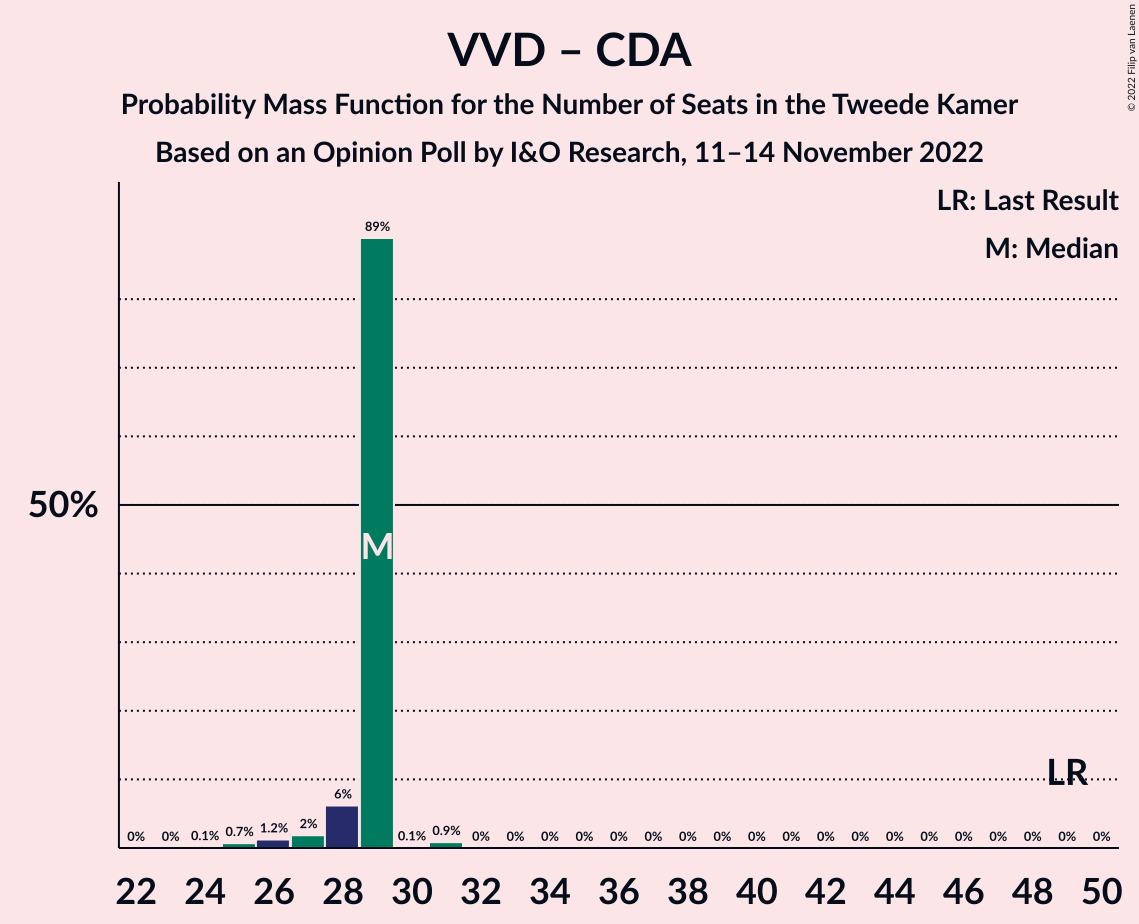 VVD – CDA
Probability Mass Function for the Number of Seats in the Tweede Kamer
Based on an Opinion Poll by I&O Research, 11–14 November 2022
© 2022 Filip van Laenen
LR: Last Result
M: Median
89%
50%
M
LR
0% 0% 0.1% 0.7% 1.2% 2% 6% 0.1% 0.9% 0% 0% 0% 0% 0% 0% 0% 0% 0% 0% 0% 0% 0% 0% 0% 0% 0% 0% 0%
22 24 26 28 30 32 34 36 38 40 42 44 46 48 50